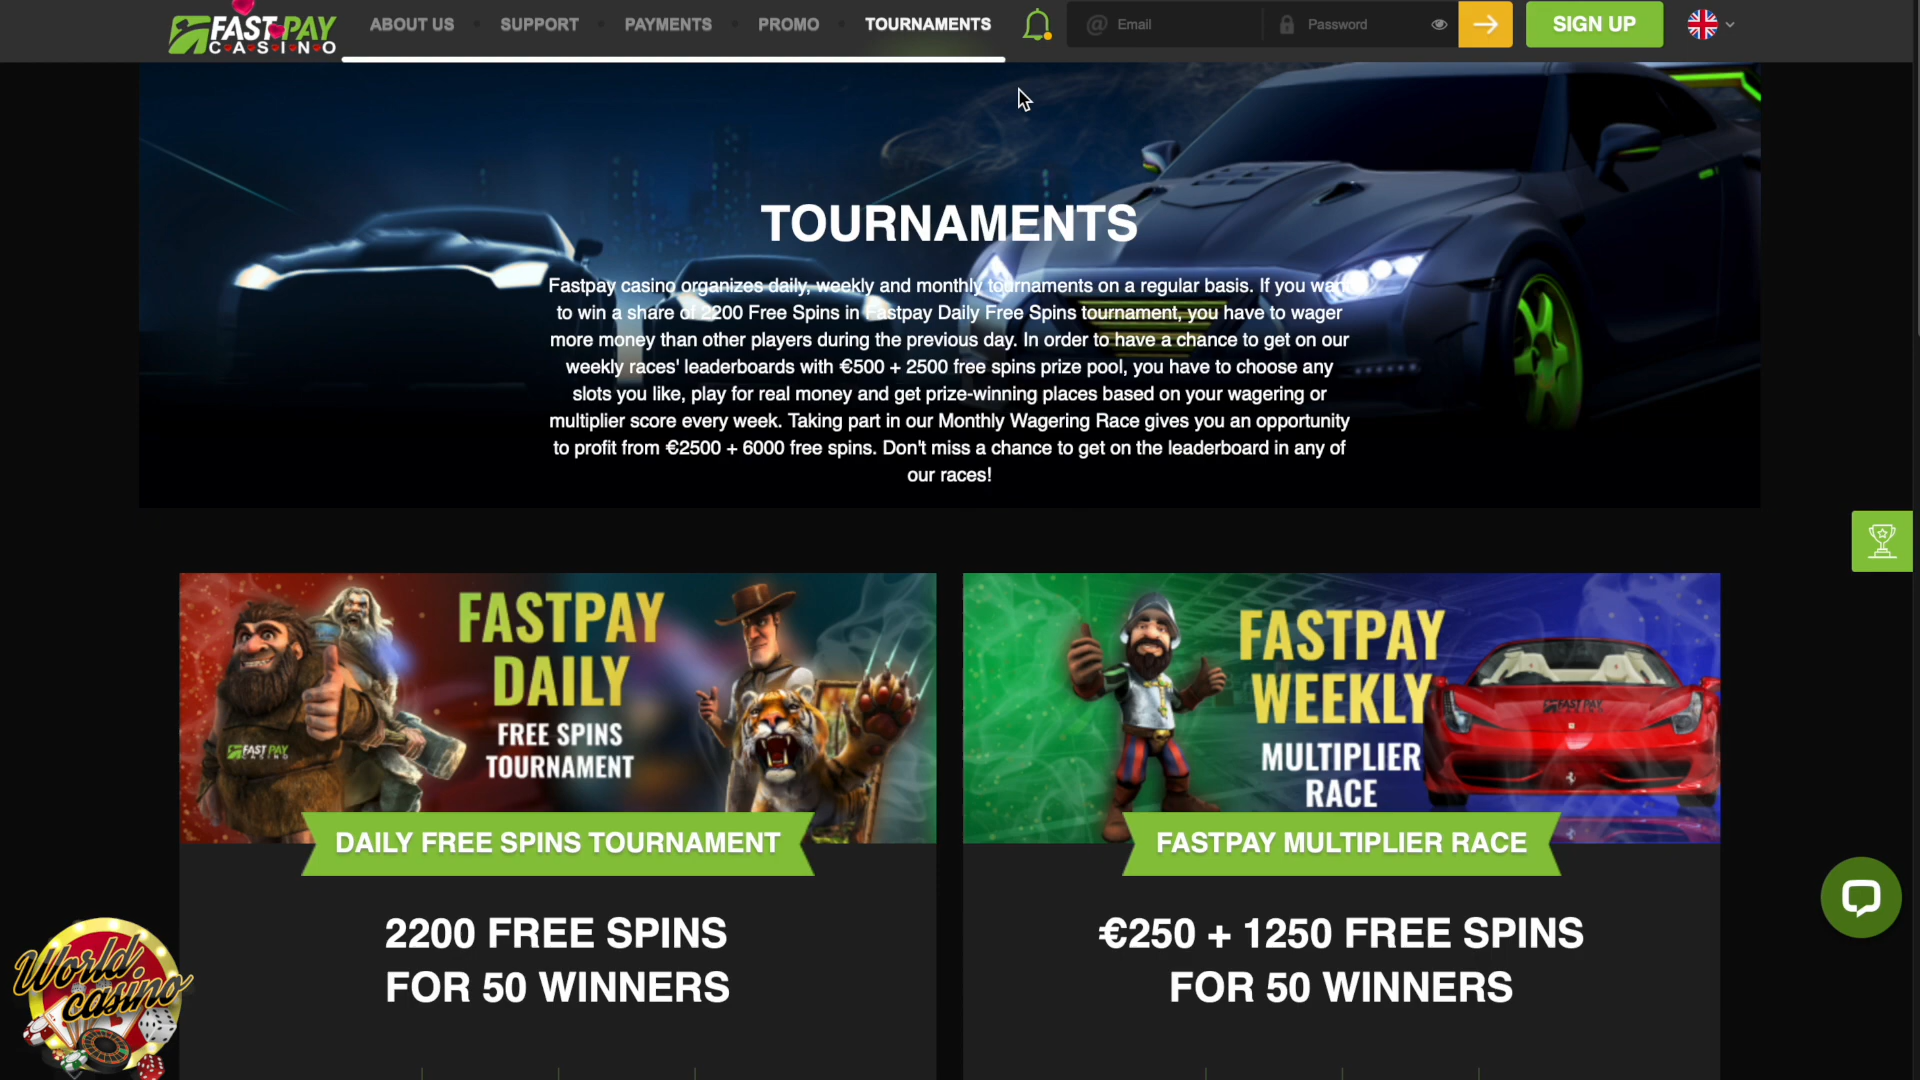 FAST PAY
CASINO
ABOUT US
SUPPORT
PAYMENTS
PROMO
TOURNAMENTS
@ Email
Password
SIGN UP
TOURNAMENTS
Fastpay casino organizes daily, weekly and monthly tournaments on a regular basis. If you want
to win a share of 2200 Free Spins in Fastpay Daily Free Spins tournament, you have to wager
more money than other players during the previous day. In order to have a chance to get on our
weekly races' leaderboards with €500 + 2500 free spins prize pool, you have to choose any
slots you like, play for real money and get prize-winning places based on your wagering or
multiplier score every week. Taking part in our Monthly Wagering Race gives you an opportunity
to profit from €2500 + 6000 free spins. Don't miss a chance to get on the leaderboard in any of
our races!
FASTPAY
DAILY
FREE SPINS
TOURNAMENT
FAST PAY
CASINO
DAILY FREE SPINS TOURNAMENT
2200 FREE SPINS
FOR 50 WINNERS
FASTPAY
WEEKLY
MULTIPLIER
RACE
FAST PAY
FASTPAY MULTIPLIER RACE
€250 + 1250 FREE SPINS
FOR 50 WINNERS
World.
casino